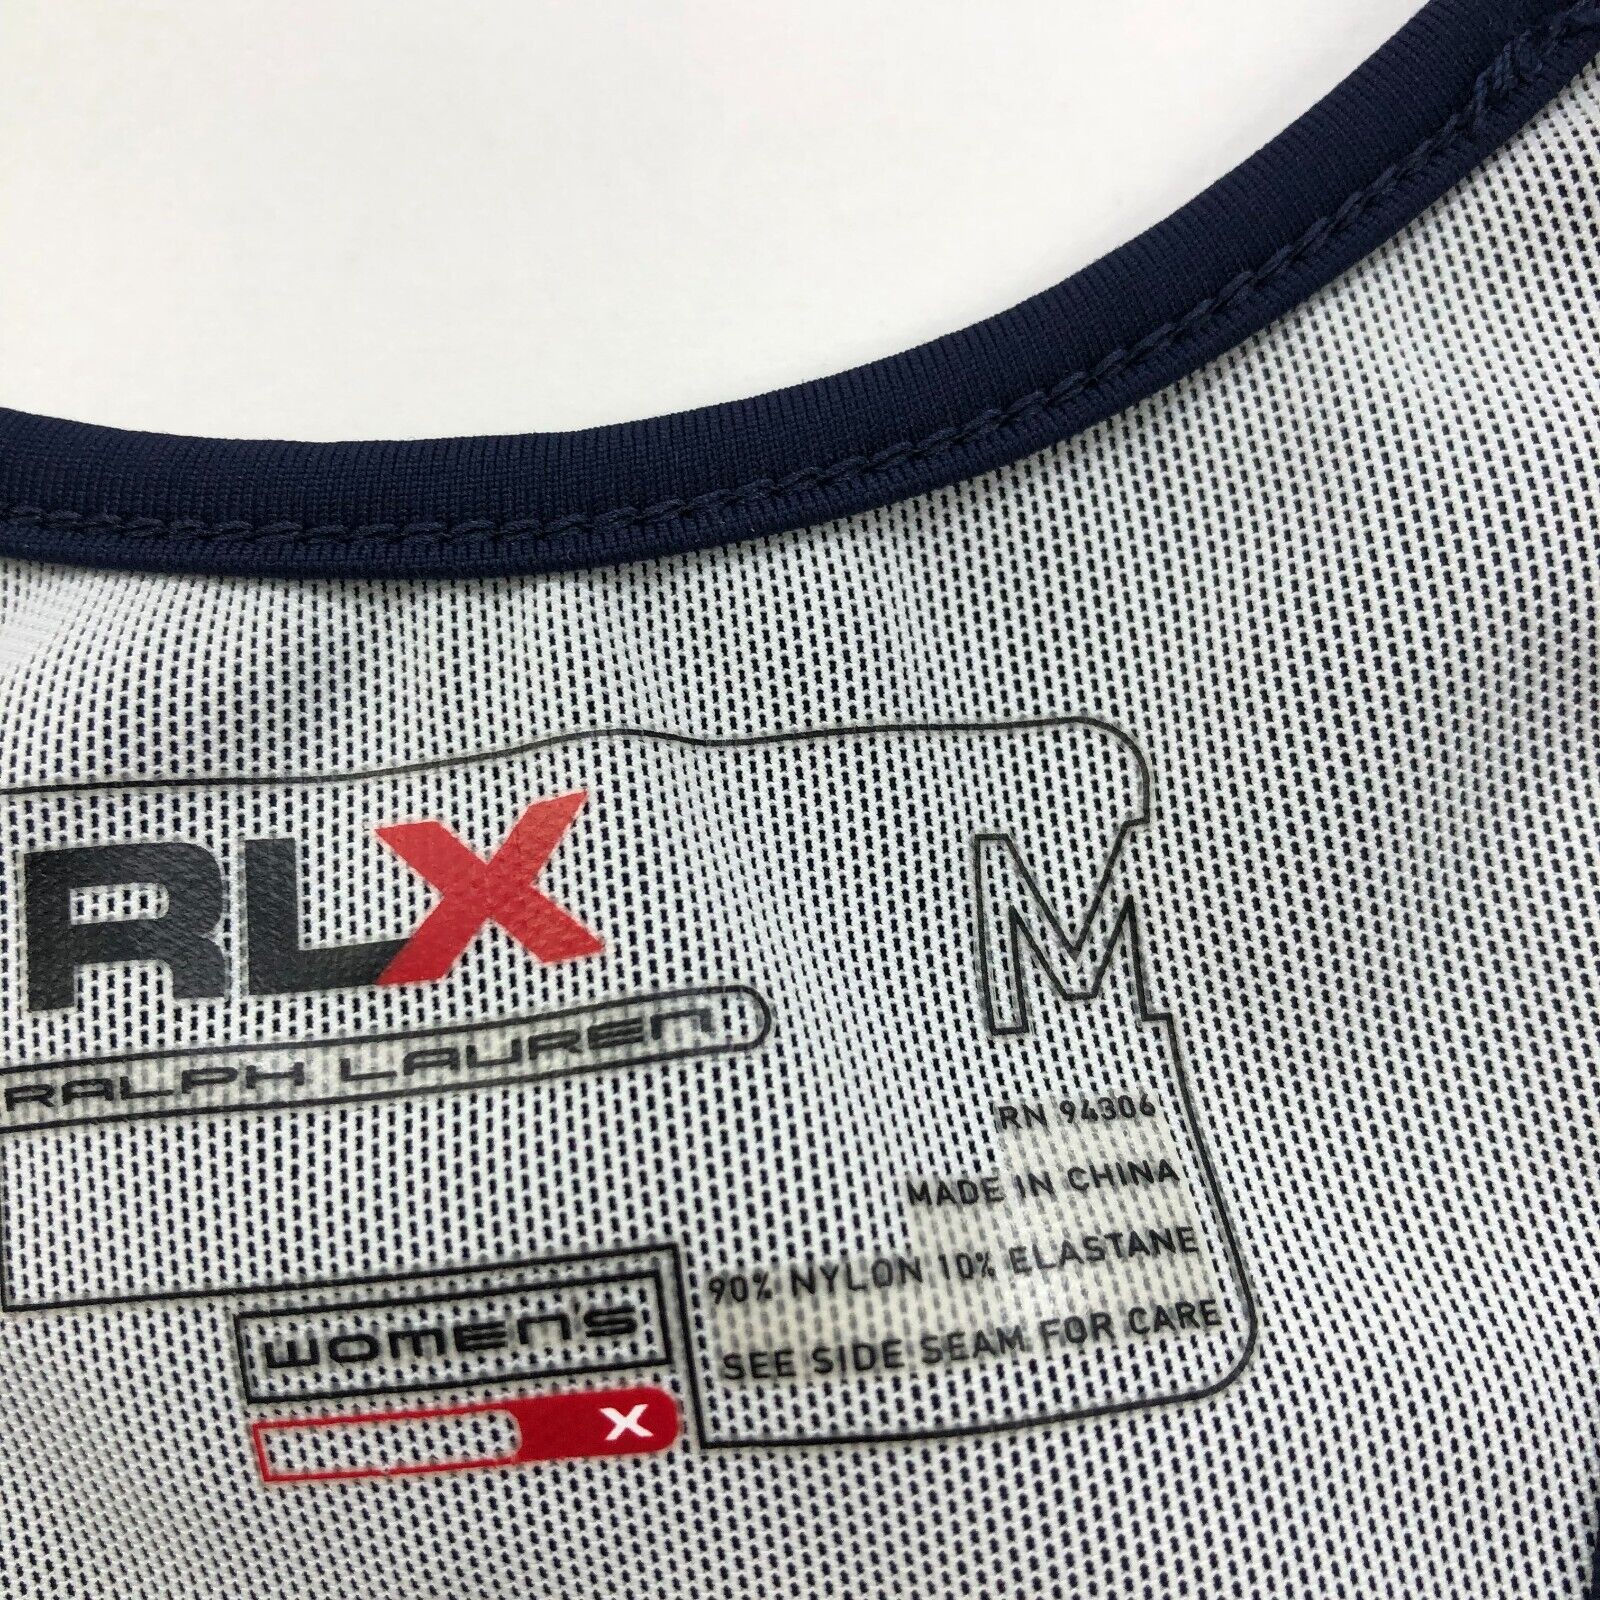 RLX
RALPH LAUREN
M
RN 94306
MADE IN CHINA
90% NYLON 10% ELASTANE
SEE SIDE SEAM FOR CARE
WOMEN'S
X